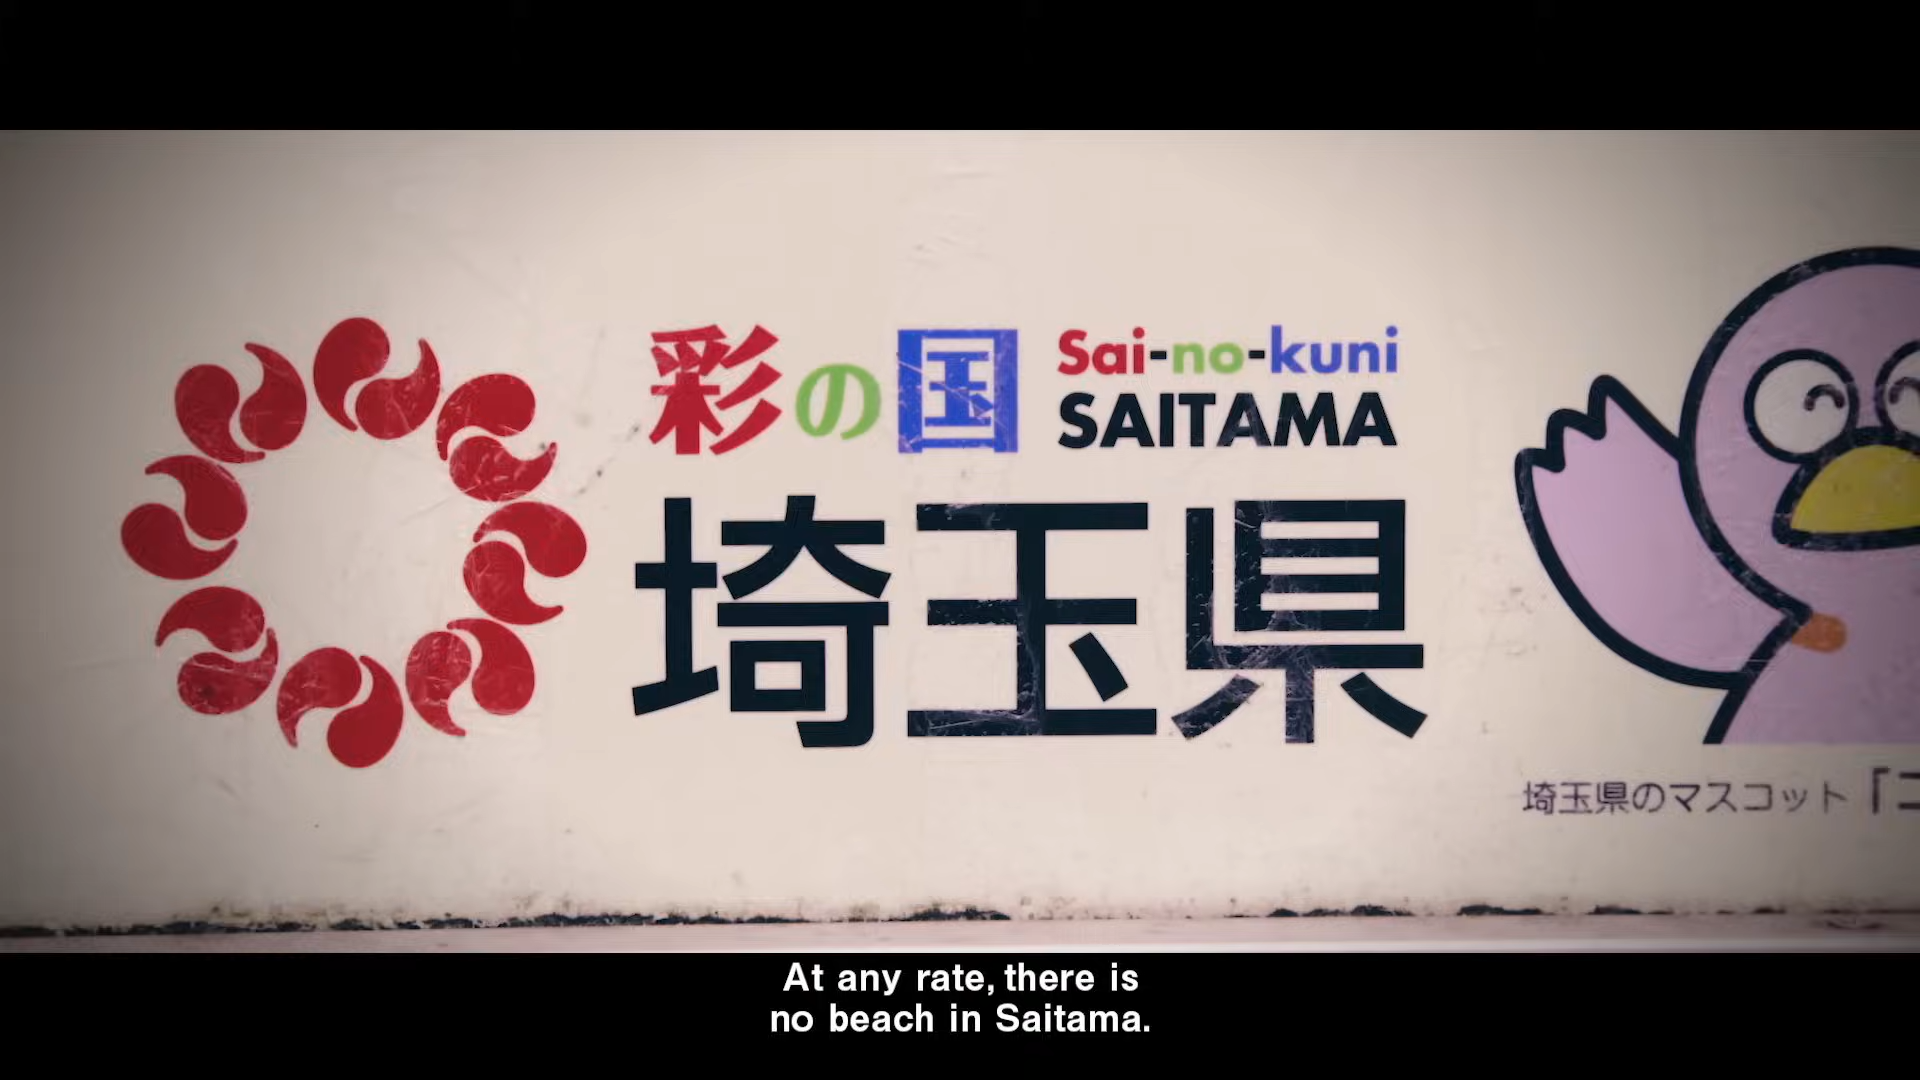 彩の国
Sai-no-kuni
SAITAMA
埼玉県
埼玉県のマスコット「コ
At any rate, there is
no beach in Saitama.